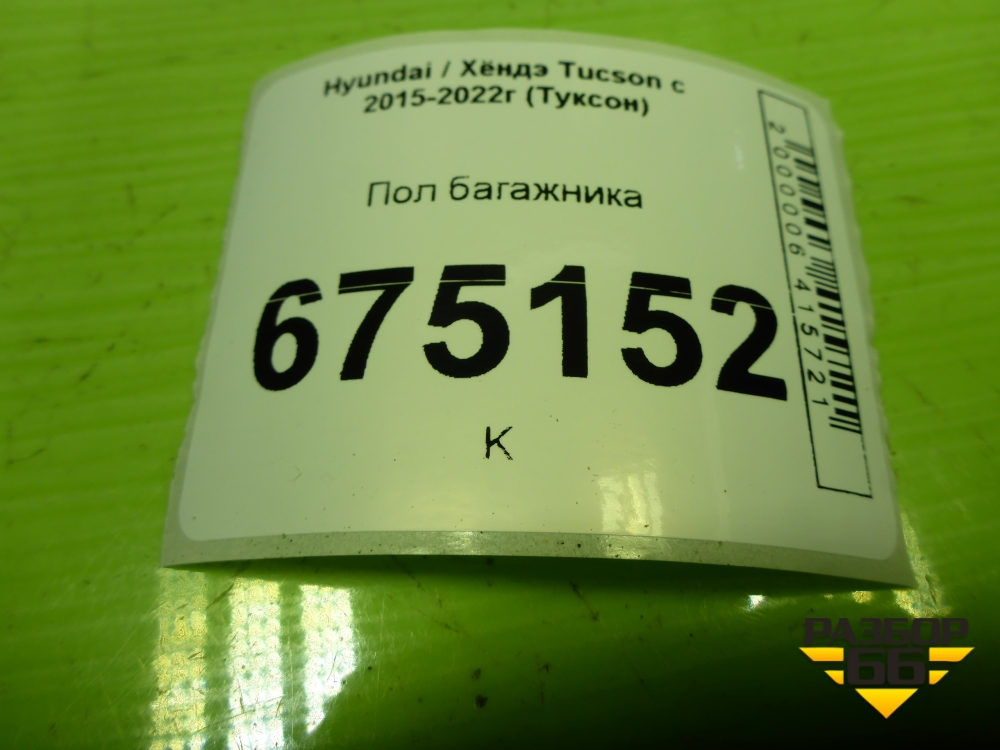 Hyundai / Хёндэ Tucson с
2015-2022г (Туксон)
Пол багажника
675152
К
2000006415721
РАЗБОР
66